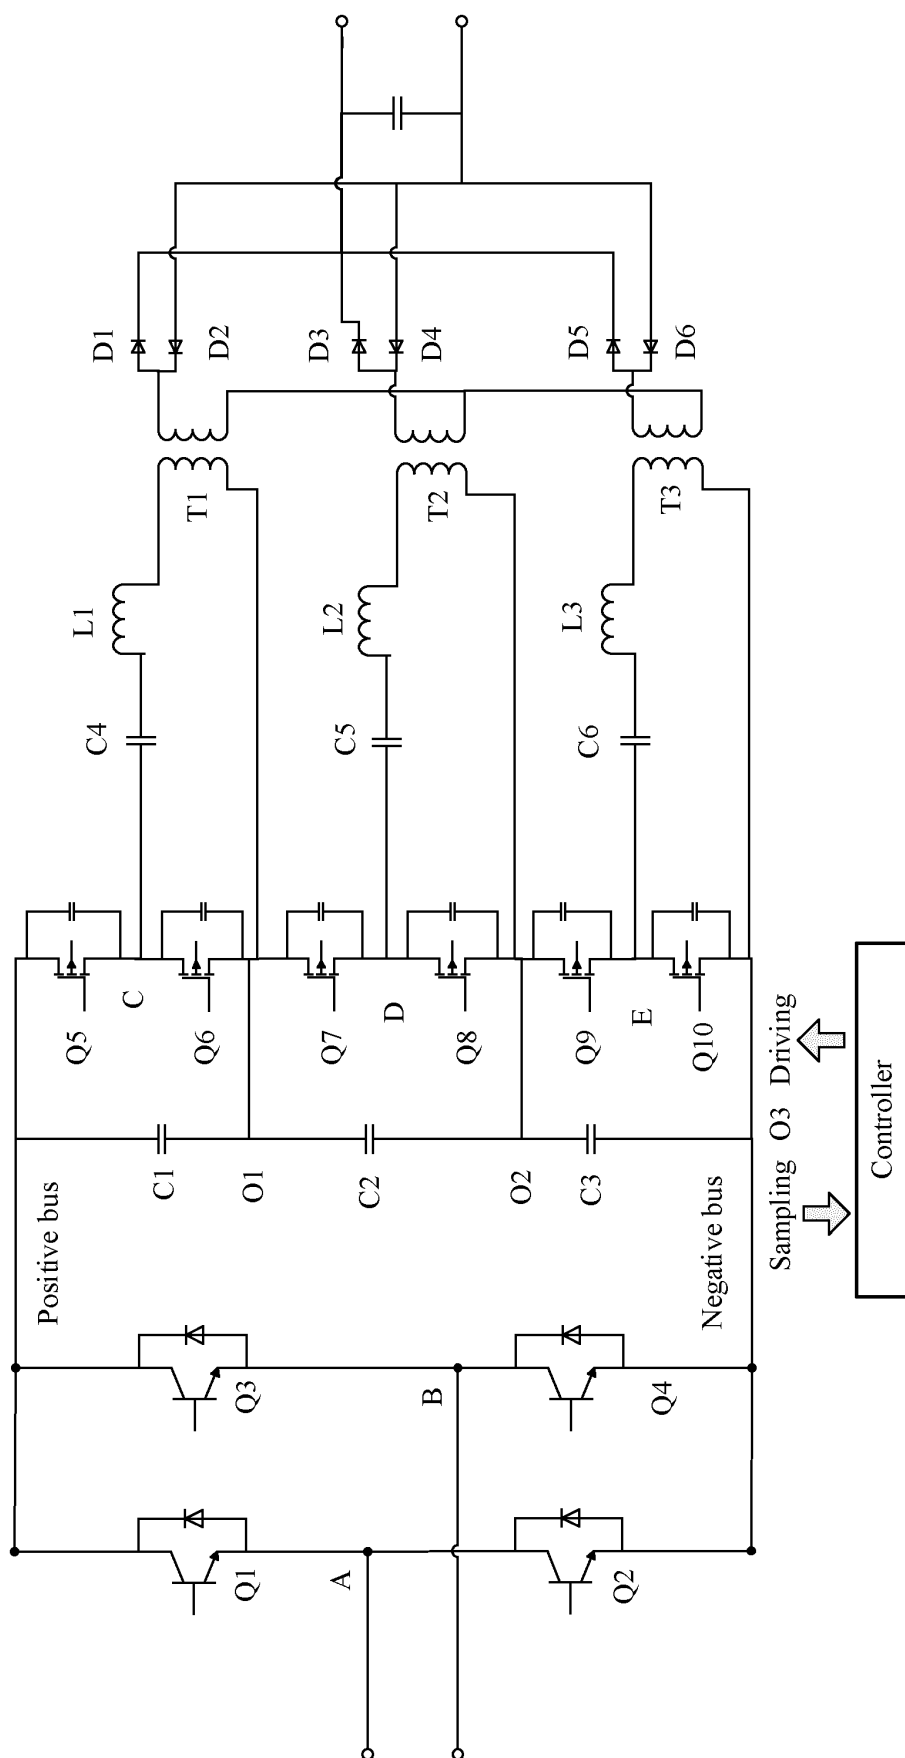 D1
D2
D3
D4
D5
D6
T1
T2
T3
L1
L2
L3
C4
C5
C6
Q5
C
Q6
Q7
D
Q8
Q9
E
Q10
C1
O1
C2
O2
C3
Positive bus
Negative bus
Sampling
O3
Driving
Controller
Q3
B
Q4
Q1
A
Q2